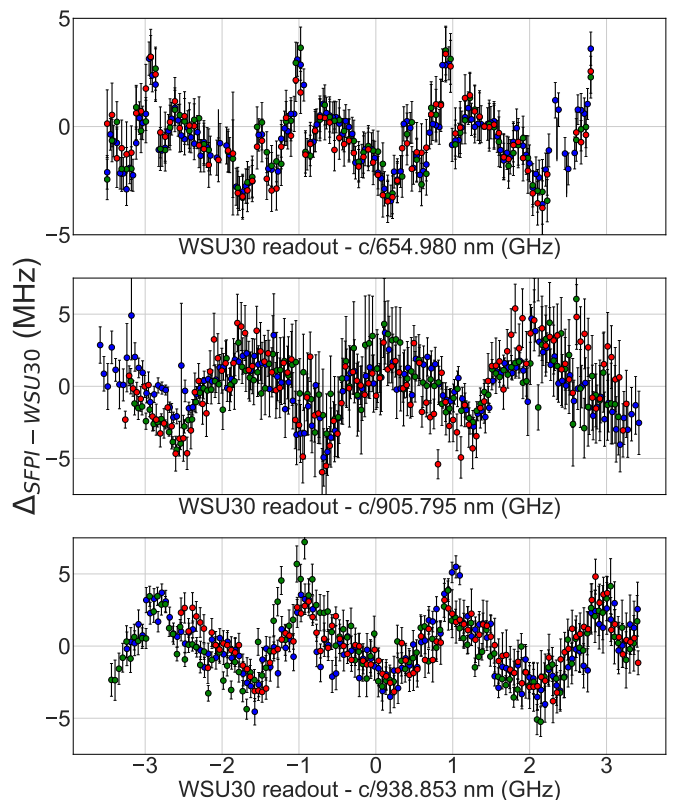 5
0
−5
WSU30 readout - c/654.980 nm (GHz)
Δ_SFPI − WSU30 (MHz)
5
0
−5
WSU30 readout - c/905.795 nm (GHz)
5
0
−5
−3 −2 −1 0 1 2 3
WSU30 readout - c/938.853 nm (GHz)